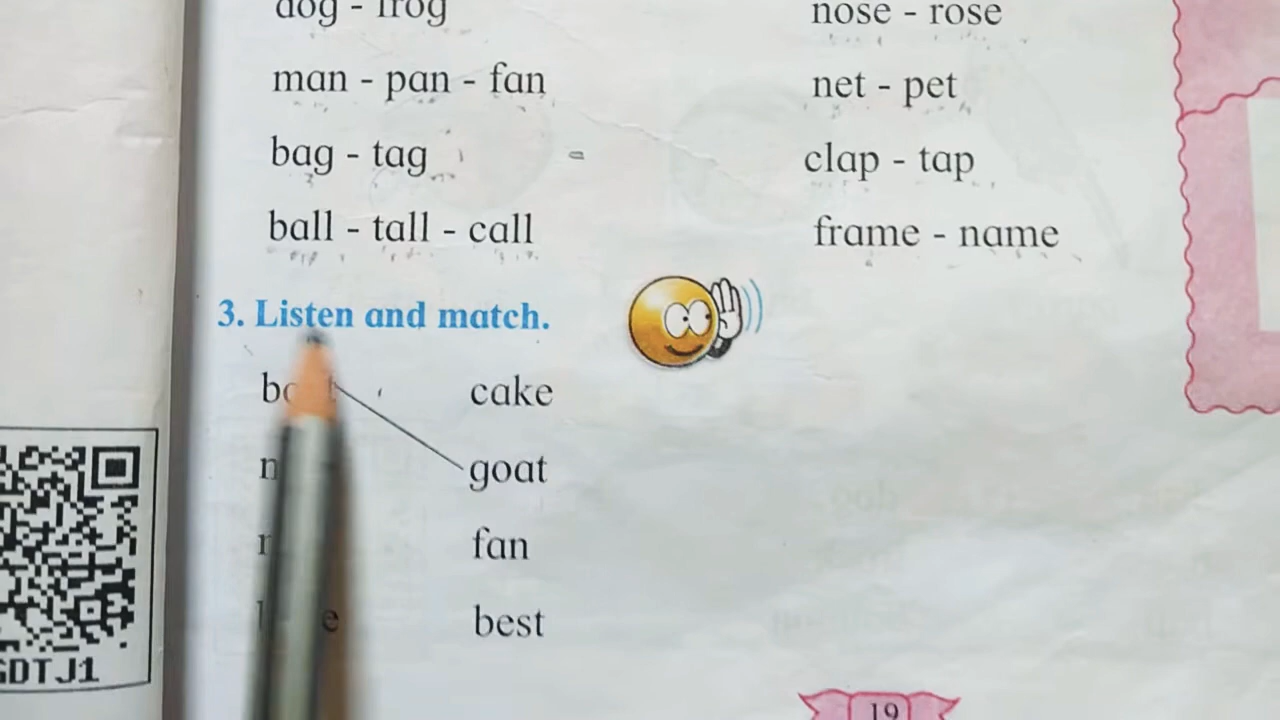 dog - frog
man - pan - fan
bag - tag
ball - tall - call
nose - rose
net - pet
clap - tap
frame - name
3. Listen and match.
cake
goat
fan
best
GDTJ1
19